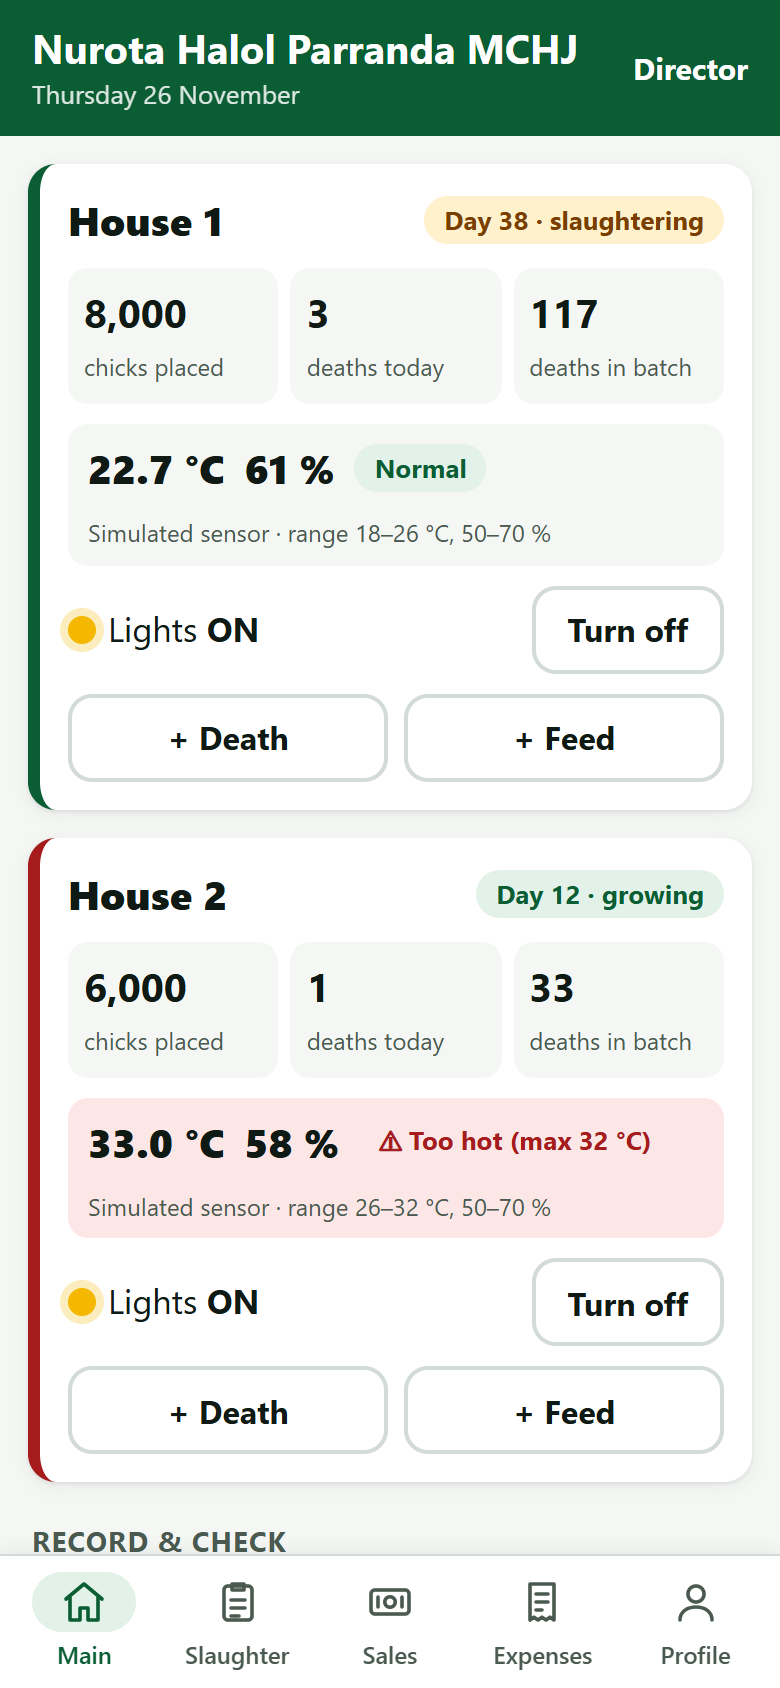 Nurota Halol Parranda MCHJ
Thursday 26 November
Director
House 1
Day 38 · slaughtering
8,000
chicks placed
3
deaths today
117
deaths in batch
22.7 °C 61 %
Normal
Simulated sensor · range 18–26 °C, 50–70 %
Lights ON
Turn off
+ Death
+ Feed
House 2
Day 12 · growing
6,000
chicks placed
1
deaths today
33
deaths in batch
33.0 °C 58 %
⚠ Too hot (max 32 °C)
Simulated sensor · range 26–32 °C, 50–70 %
Lights ON
Turn off
+ Death
+ Feed
RECORD & CHECK
Main
Slaughter
Sales
Expenses
Profile